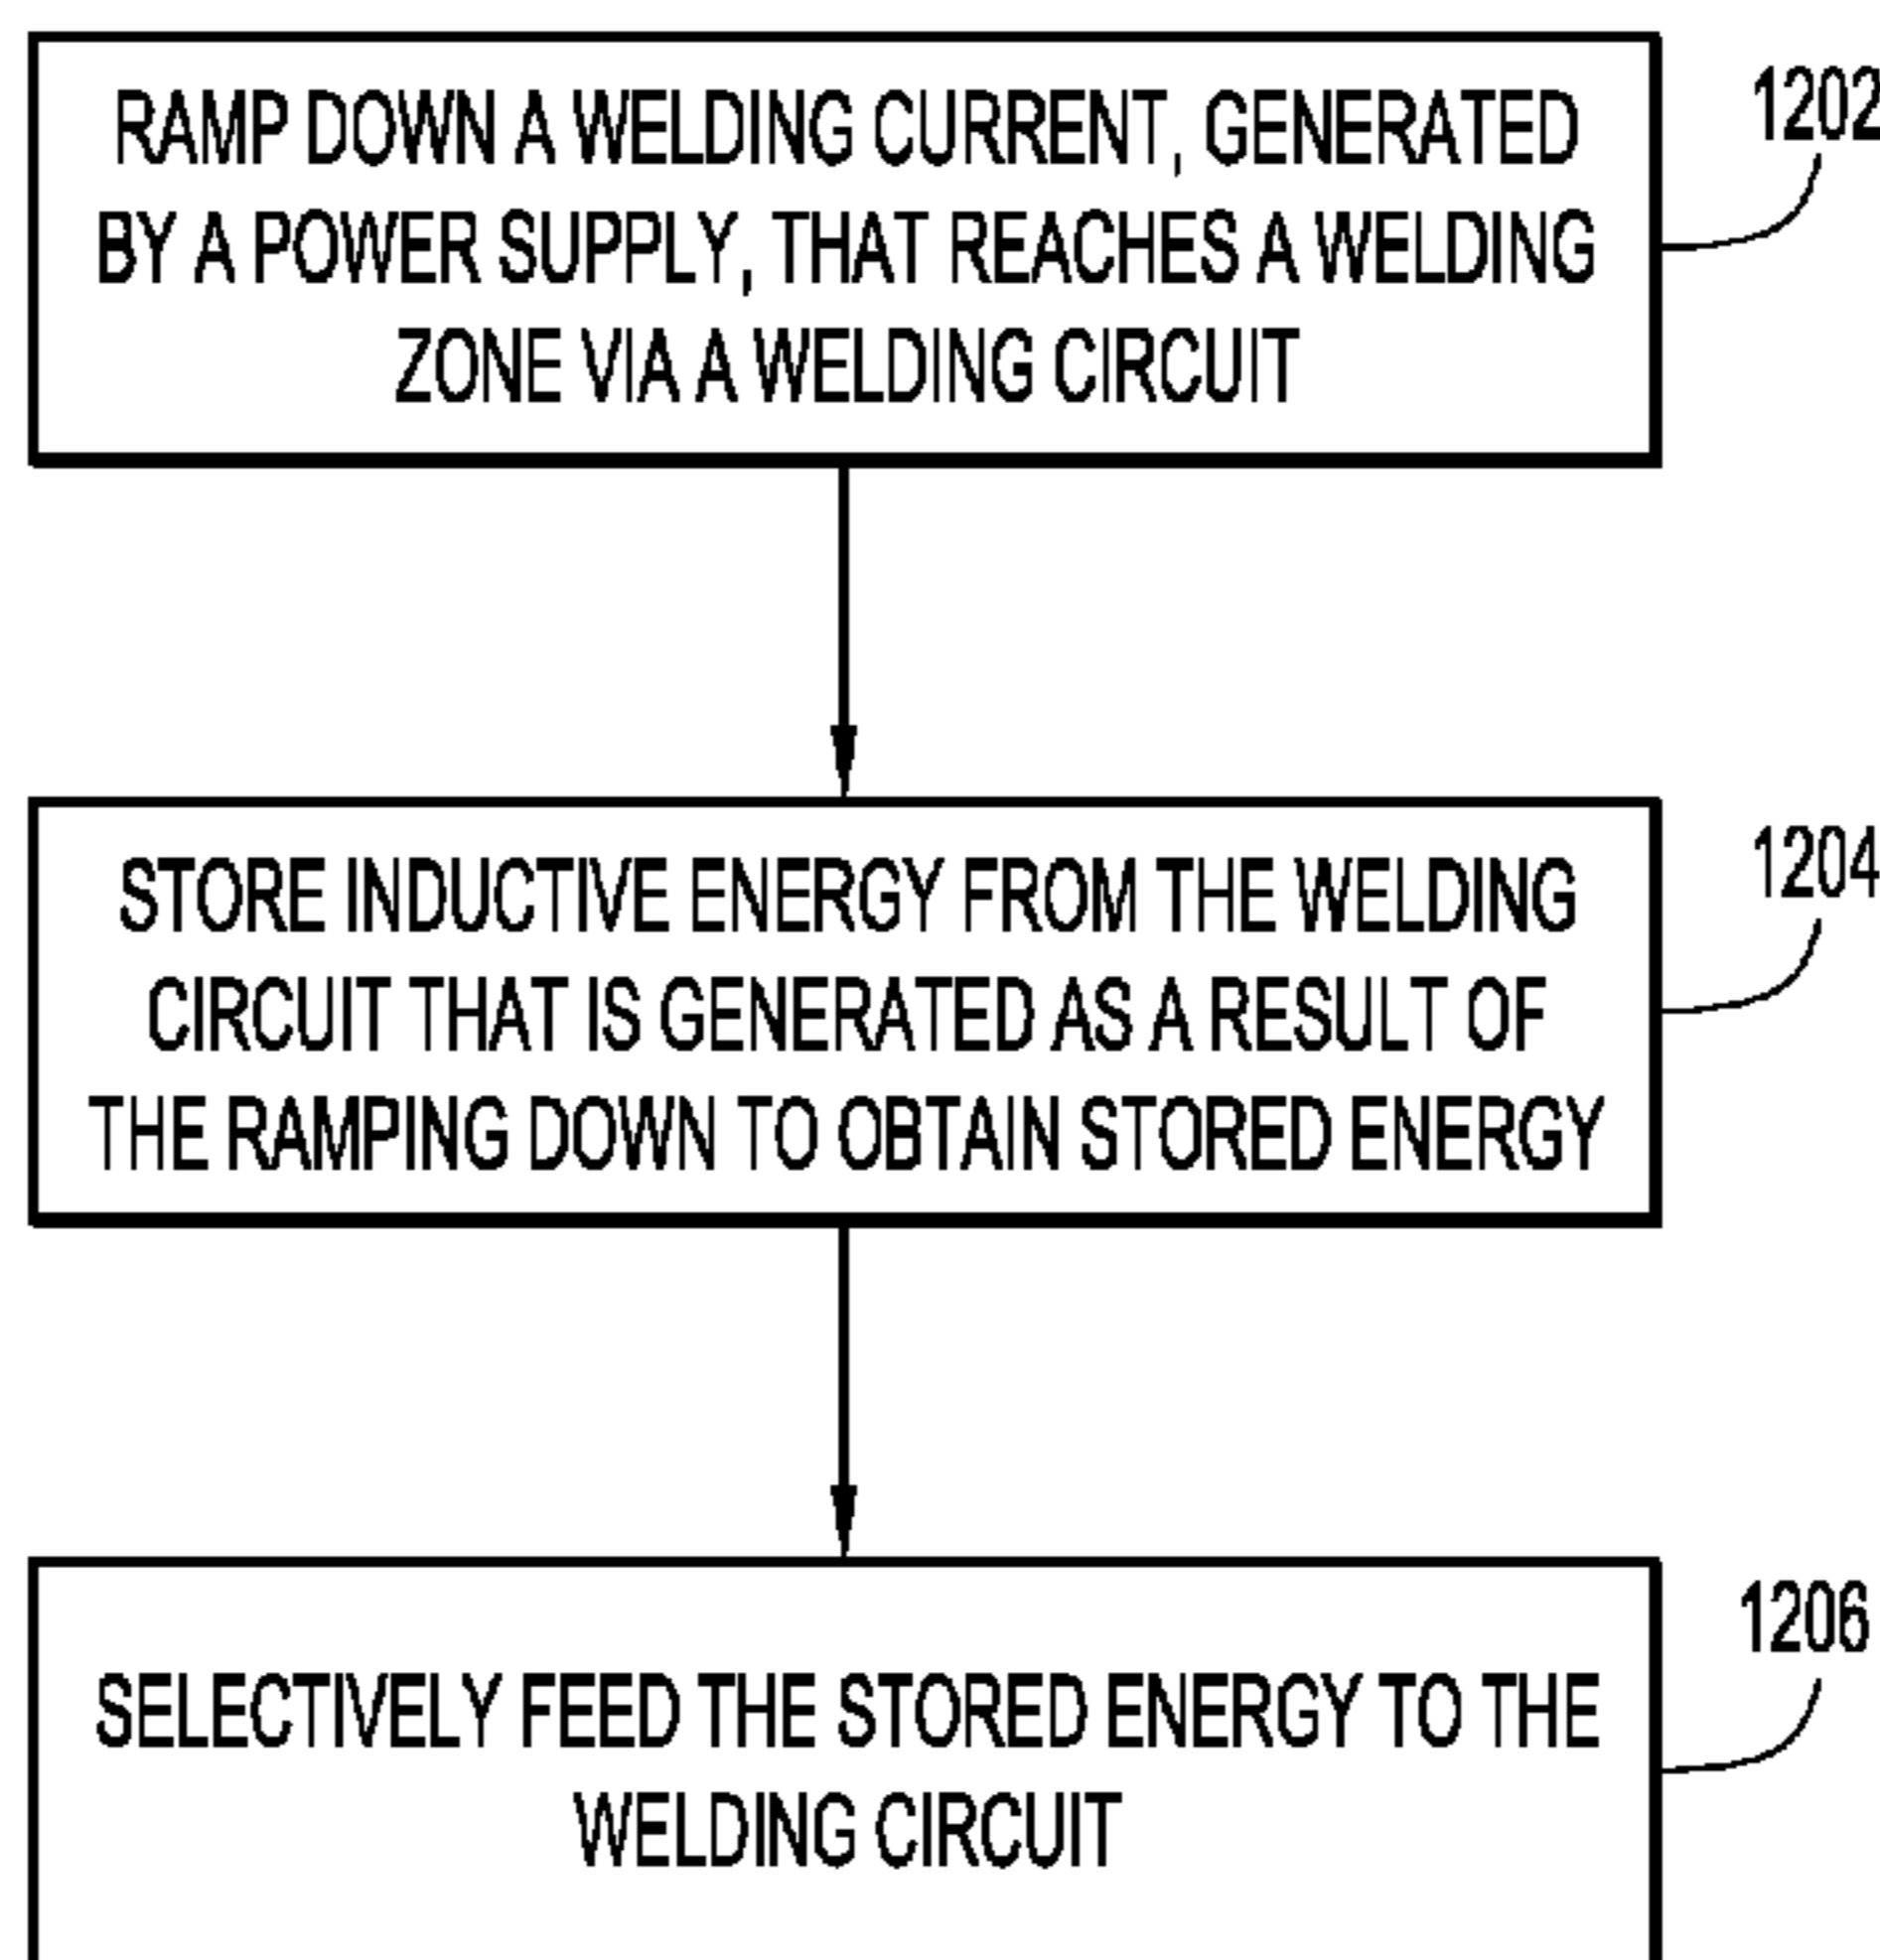 RAMP DOWN A WELDING CURRENT, GENERATED
BY A POWER SUPPLY, THAT REACHES A WELDING
ZONE VIA A WELDING CIRCUIT
1202
STORE INDUCTIVE ENERGY FROM THE WELDING
CIRCUIT THAT IS GENERATED AS A RESULT OF
THE RAMPING DOWN TO OBTAIN STORED ENERGY
1204
SELECTIVELY FEED THE STORED ENERGY TO THE
WELDING CIRCUIT
1206